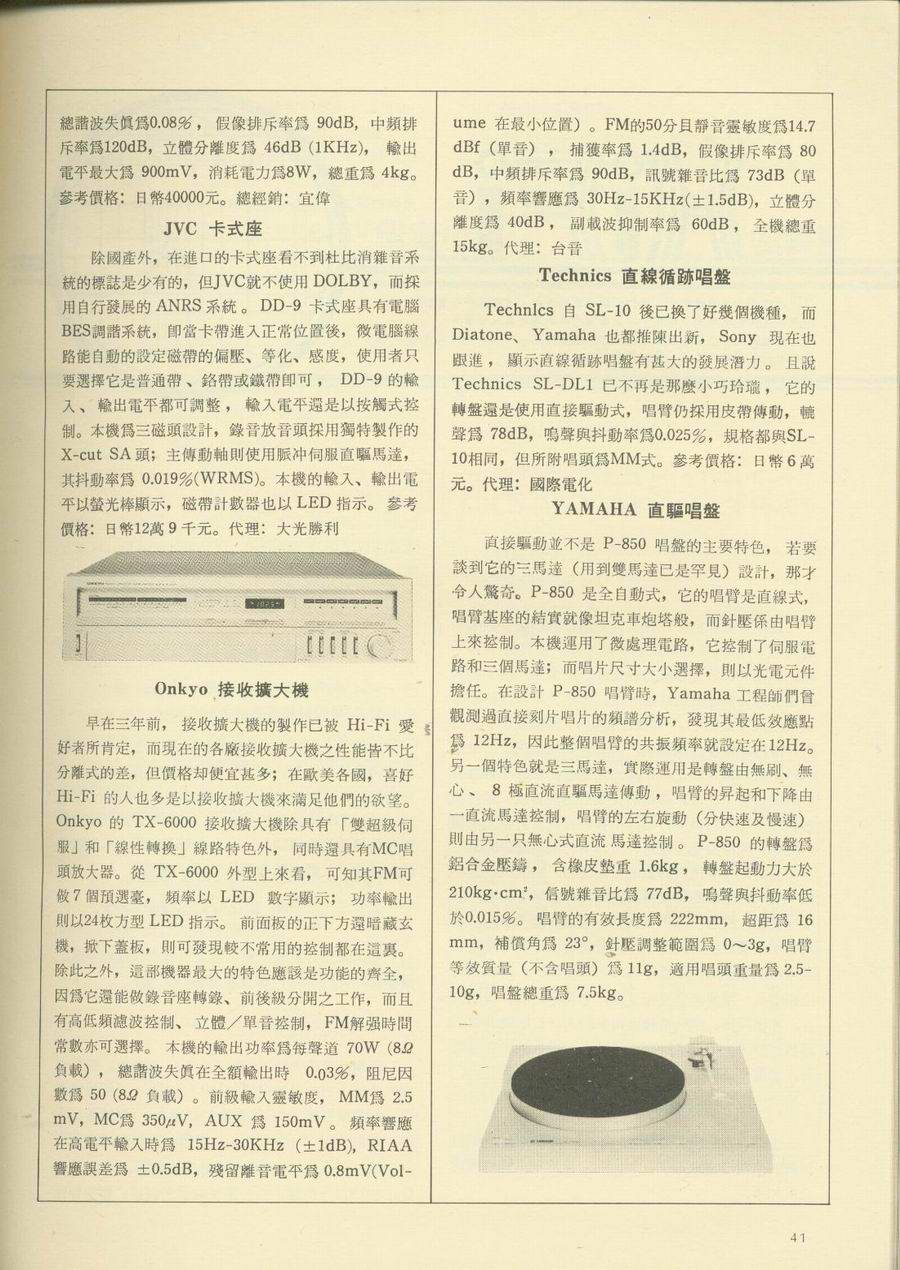 總諧波失眞爲0.08%，假像排斥率爲 90dB，中頻排
斥率爲120dB，立體分離度爲 46dB (1KHz)，輸出
電平最大爲 900mV，消耗電力爲8W，總重爲 4kg。
參考價格：日幣40000元。總經銷：宜偉
JVC 卡式座
除國產外，在進口的卡式座看不到杜比消雜音系
統的標誌是少有的，但JVC就不使用 DOLBY，而採
用自行發展的 ANRS 系統。DD-9 卡式座具有電腦
BES調諧系統，卽當卡帶進入正常位置後，微電腦線
路能自動的設定磁帶的偏壓、等化、感度，使用者只
要選擇它是普通帶、鉻帶或鐵帶卽可，DD-9 的輸
入、輸出電平都可調整，輸入電平還是以按觸式控
制。本機爲三磁頭設計，錄音放音頭採用獨特製作的
X-cut SA 頭；主傳動軸則使用脈冲伺服直驅馬達，
其抖動率爲 0.019%(WRMS)。本機的輸入、輸出電
平以螢光棒顯示，磁帶計數器也以 LED 指示。參考
價格：日幣12萬 9 千元。代理：大光勝利
Onkyo 接收擴大機
早在三年前，接收擴大機的製作已被 Hi-Fi 愛
好者所肯定，而現在的各廠接收擴大機之性能皆不比
分離式的差，但價格却便宜甚多；在歐美各國，喜好
Hi-Fi 的人也多是以接收擴大機來滿足他們的欲望。
Onkyo 的 TX-6000 接收擴大機除具有「雙超級伺
服」和「線性轉換」線路特色外，同時還具有MC唱
頭放大器。從 TX-6000 外型上來看，可知其FM可
做 7 個預選臺，頻率以 LED 數字顯示；功率輸出
則以24枚方型 LED 指示。前面板的正下方還暗藏玄
機，掀下蓋板，則可發現較不常用的控制都在這裏。
除此之外，這部機器最大的特色應該是功能的齊全，
因爲它還能做錄音座轉錄、前後級分開之工作，而且
有高低頻濾波控制、立體／單音控制，FM解强時間
常數亦可選擇。本機的輸出功率爲每聲道 70W (8Ω
負載)，總諧波失眞在全額輸出時 0.03%，阻尼因
數爲 50 (8Ω 負載)。前級輸入靈敏度，MM爲 2.5
mV，MC爲 350μV，AUX 爲 150mV。頻率響應
在高電平輸入時爲 15Hz-30KHz (±1dB)，RIAA
響應誤差爲 ±0.5dB，殘留離音電平爲 0.8mV(Vol-
ume 在最小位置)。FM的50分貝靜音靈敏度爲14.7
dBf (單音)，捕獲率爲 1.4dB，假像排斥率爲 80
dB，中頻排斥率爲 90dB，訊號雜音比爲 73dB (單
音)，頻率響應爲 30Hz-15KHz(±1.5dB)，立體分
離度爲 40dB，副載波抑制率爲 60dB，全機總重
15kg。代理：台音
Technics 直線循跡唱盤
Technlcs 自 SL-10 後已換了好幾個機種，而
Diatone、Yamaha 也都推陳出新，Sony 現在也
跟進，顯示直線循跡唱盤有甚大的發展潛力。且說
Technics SL-DL1 已不再是那麼小巧玲瓏，它的
轉盤還是使用直接驅動式，唱臂仍採用皮帶傳動，轆
聲爲 78dB，鳴聲與抖動率爲0.025%，規格都與SL-
10相同，但所附唱頭爲MM式。參考價格：日幣 6 萬
元。代理：國際電化
YAMAHA 直驅唱盤
直接驅動並不是 P-850 唱盤的主要特色，若要
談到它的三馬達（用到雙馬達已是罕見）設計，那才
令人驚奇。P-850 是全自動式，它的唱臂是直線式，
唱臂基座的結實就像坦克車炮塔般，而針壓係由唱臂
上來控制。本機運用了微處理電路，它控制了伺服電
路和三個馬達；而唱片尺寸大小選擇，則以光電元件
擔任。在設計 P-850 唱臂時，Yamaha 工程師們曾
觀測過直接刻片唱片的頻譜分析，發現其最低效應點
爲 12Hz，因此整個唱臂的共振頻率就設定在12Hz。
另一個特色就是三馬達，實際運用是轉盤由無刷、無
心、8 極直流直驅馬達傳動，唱臂的昇起和下降由
一直流馬達控制，唱臂的左右旋動（分快速及慢速）
則由另一只無心式直流馬達控制。P-850 的轉盤爲
鋁合金壓鑄，含橡皮墊重 1.6kg，轉盤起動力大於
210kg·cm²，信號雜音比爲 77dB，鳴聲與抖動率低
於0.015%。唱臂的有效長度爲 222mm，超距爲 16
mm，補償角爲 23°，針壓調整範圍爲 0～3g，唱臂
等效質量（不含唱頭）爲 11g，適用唱頭重量爲 2.5-
10g，唱盤總重爲 7.5kg。
41